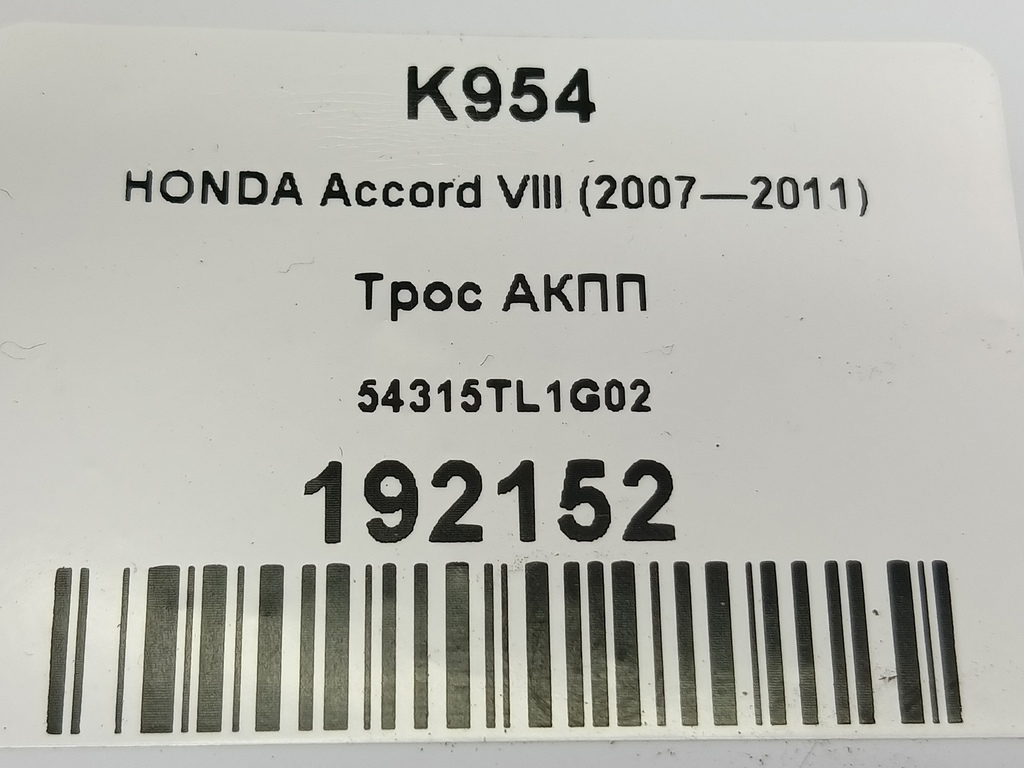 K954
HONDA Accord VIII (2007—2011)
Трос АКПП
54315TL1G02
192152